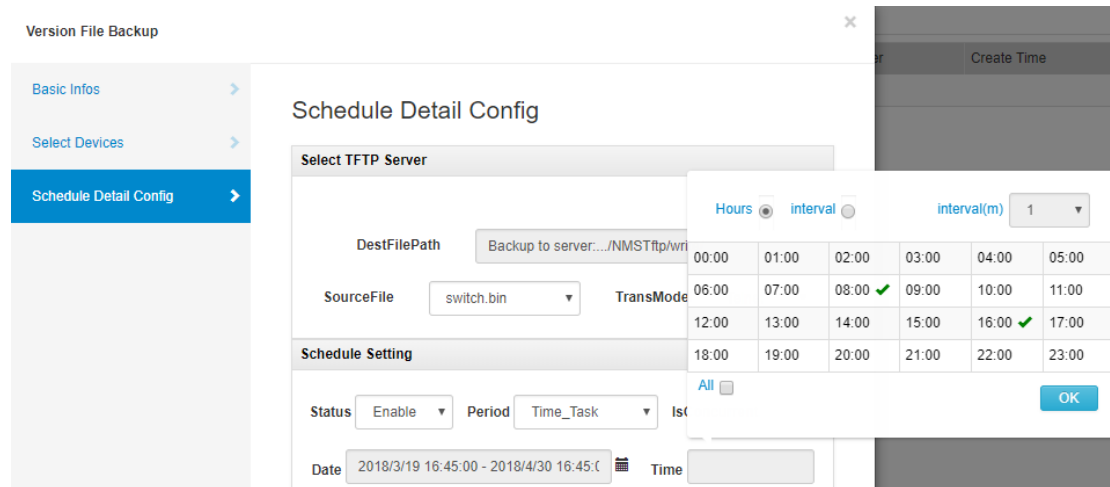 Version File Backup ×
Create Time
Basic Infos
Select Devices
Schedule Detail Config
Schedule Detail Config
Select TFTP Server
DestFilePath Backup to server:.../NMSTftp/wri
SourceFile switch.bin TransMode
Schedule Setting
Status Enable Period Time_Task
Date 2018/3/19 16:45:00 - 2018/4/30 16:45:0 Time
Hours interval interval(m) 1
00:00 01:00 02:00 03:00 04:00 05:00
06:00 07:00 08:00 09:00 10:00 11:00
12:00 13:00 14:00 15:00 16:00 17:00
18:00 19:00 20:00 21:00 22:00 23:00
All
OK